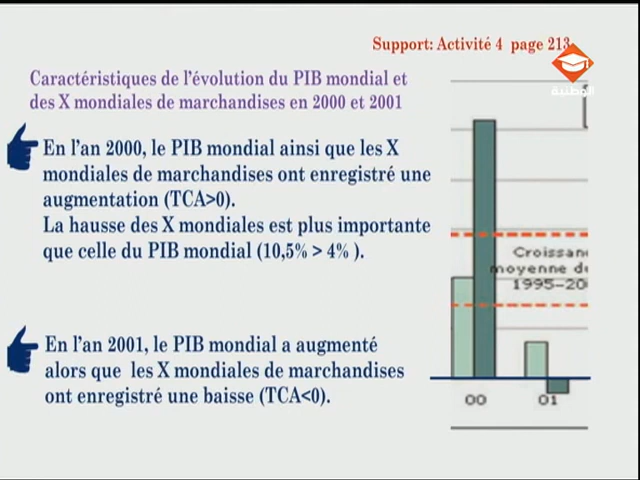 Support: Activité 4 page 213
الوطنية
Caractéristiques de l'évolution du PIB mondial et
des X mondiales de marchandises en 2000 et 2001
En l'an 2000, le PIB mondial ainsi que les X
mondiales de marchandises ont enregistré une
augmentation (TCA>0).
La hausse des X mondiales est plus importante
que celle du PIB mondial (10,5% > 4% ).
En l'an 2001, le PIB mondial a augmenté
alors que les X mondiales de marchandises
ont enregistré une baisse (TCA<0).
Croissan
moyenne du
1995-20
00 01